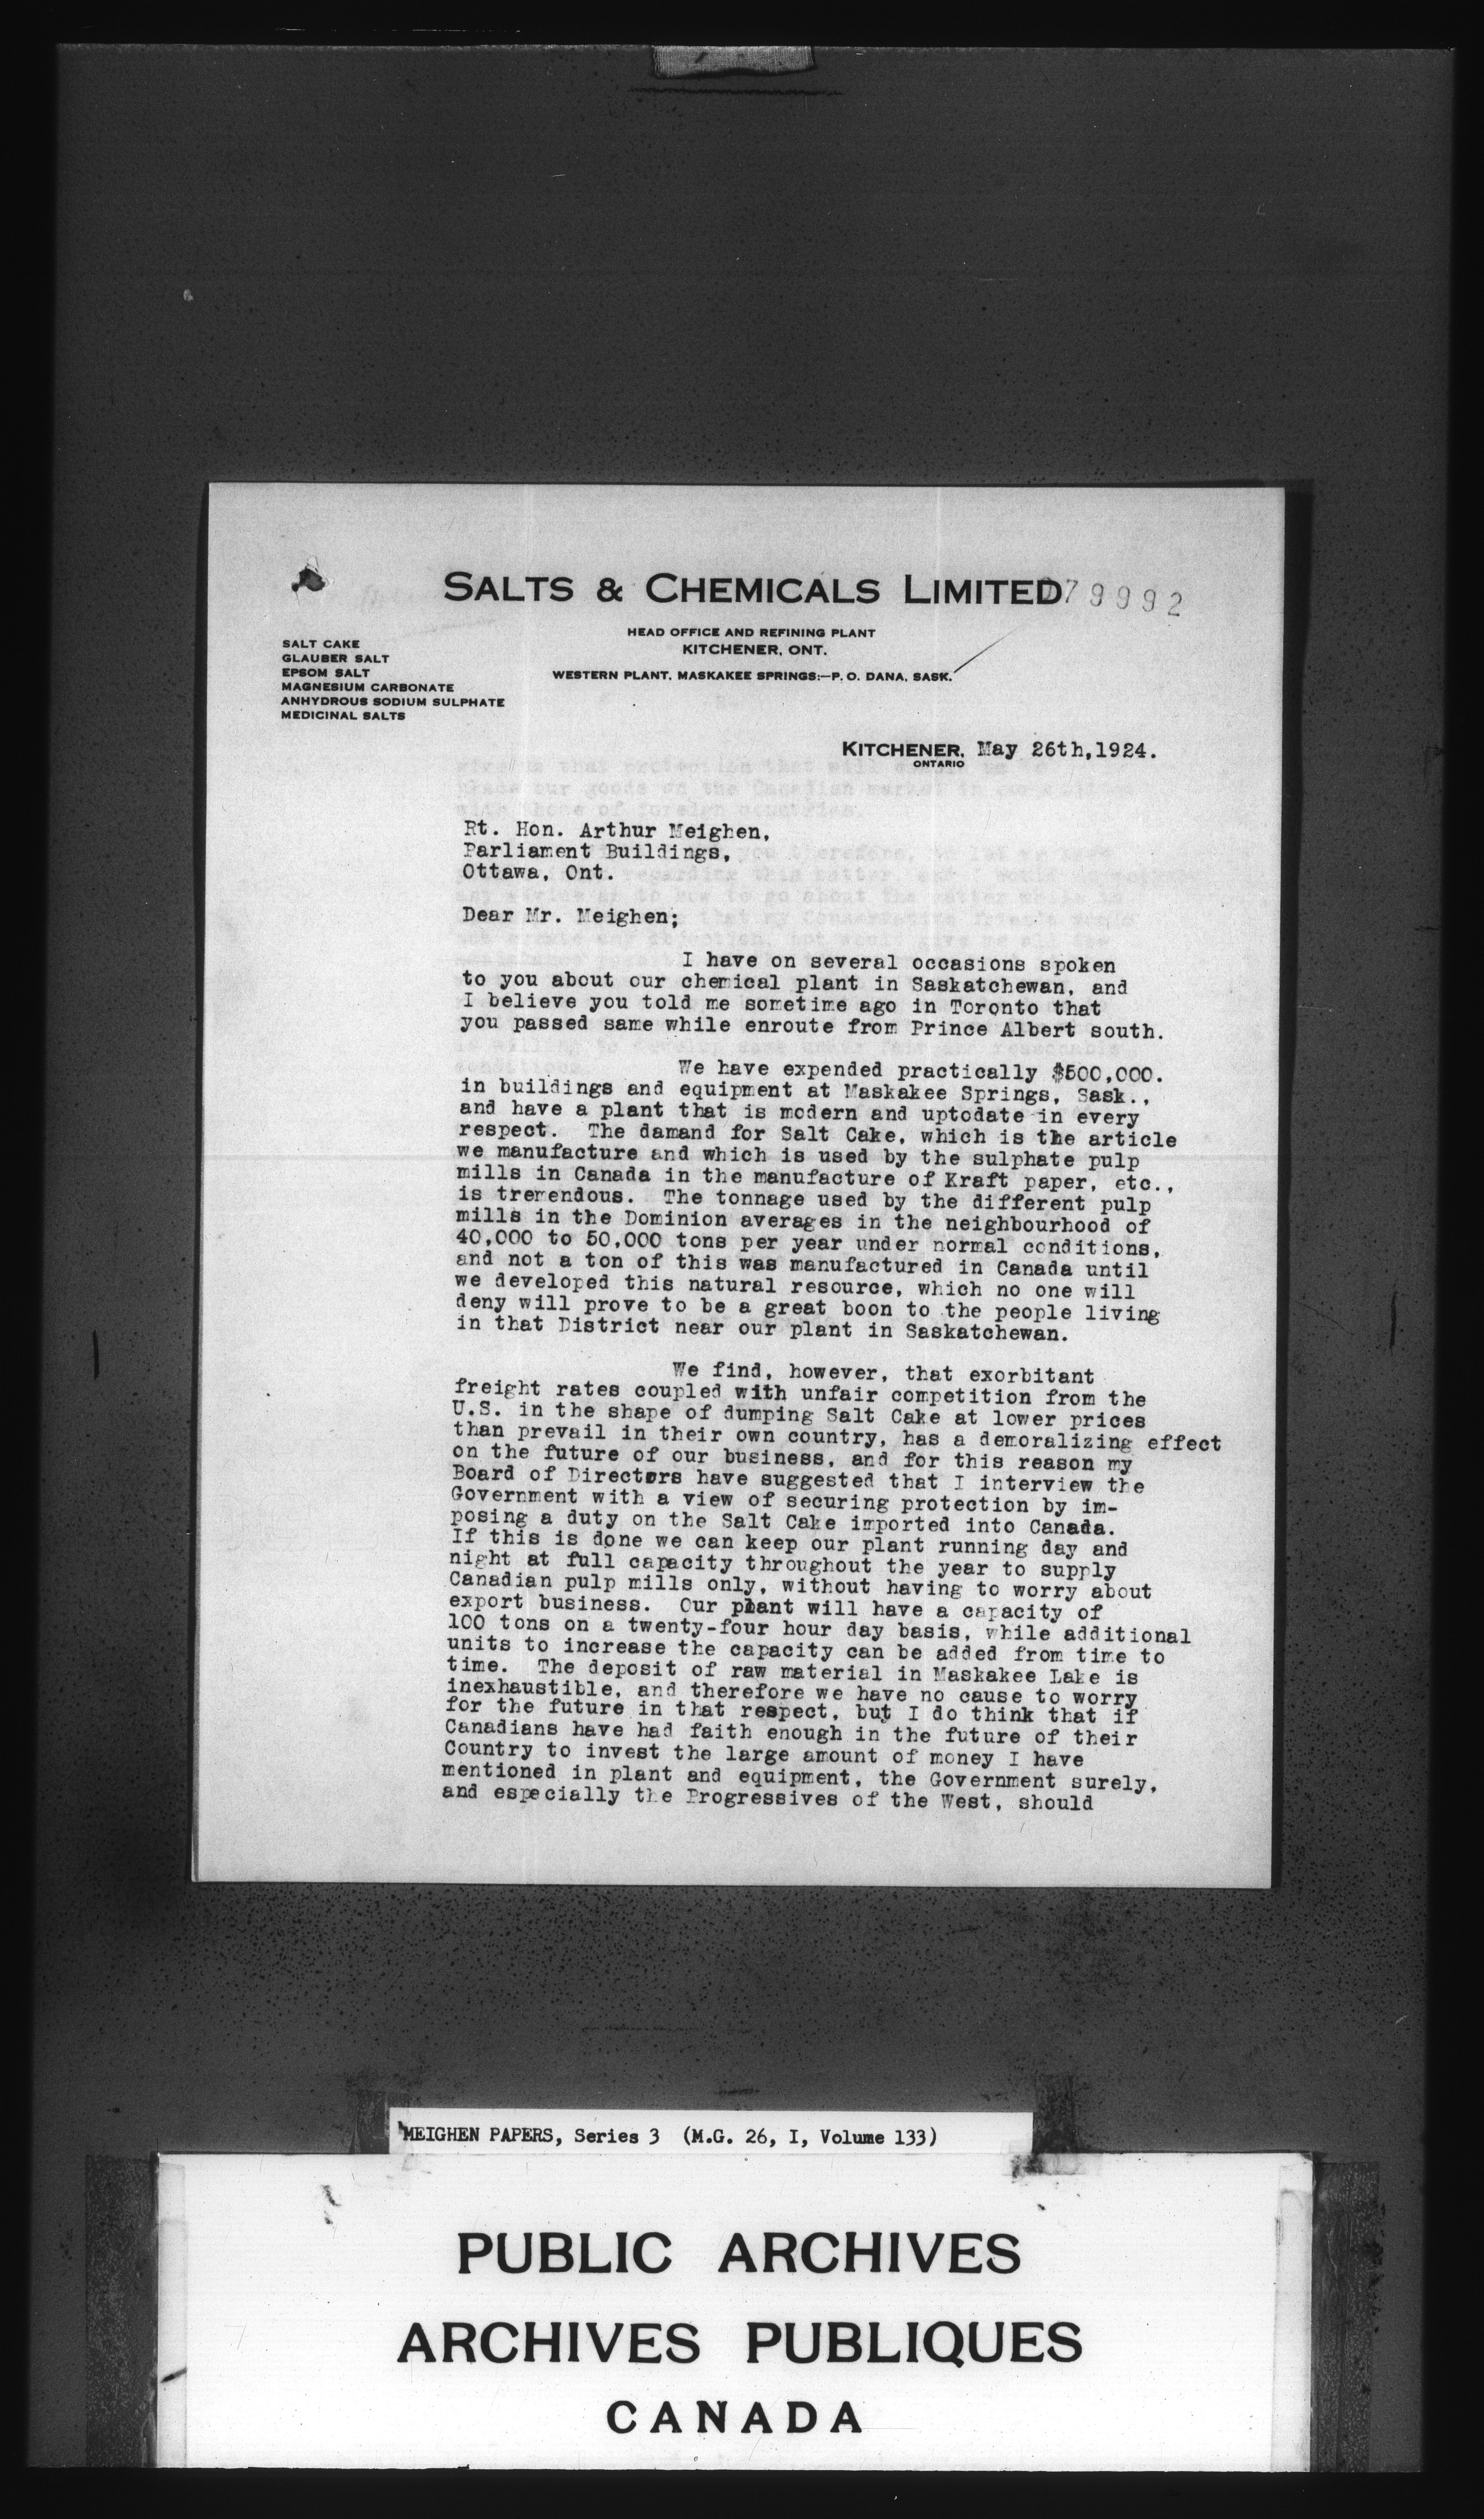 SALTS & CHEMICALS LIMITED
79992
HEAD OFFICE AND REFINING PLANT
KITCHENER, ONT.
WESTERN PLANT, MASKAKEE SPRINGS:—P. O. DANA, SASK.
SALT CAKE
GLAUBER SALT
EPSOM SALT
MAGNESIUM CARBONATE
ANHYDROUS SODIUM SULPHATE
MEDICINAL SALTS
KITCHENER, May 26th,1924.
ONTARIO
Rt. Hon. Arthur Meighen,
Parliament Buildings,
Ottawa, Ont.
Dear Mr. Meighen;
I have on several occasions spoken
to you about our chemical plant in Saskatchewan, and
I believe you told me sometime ago in Toronto that
you passed same while enroute from Prince Albert south.
We have expended practically $500,000.
in buildings and equipment at Maskakee Springs, Sask.,
and have a plant that is modern and uptodate in every
respect. The damand for Salt Cake, which is the article
we manufacture and which is used by the sulphate pulp
mills in Canada in the manufacture of Kraft paper, etc.,
is tremendous. The tonnage used by the different pulp
mills in the Dominion averages in the neighbourhood of
40,000 to 50,000 tons per year under normal conditions,
and not a ton of this was manufactured in Canada until
we developed this natural resource, which no one will
deny will prove to be a great boon to the people living
in that District near our plant in Saskatchewan.
We find, however, that exorbitant
freight rates coupled with unfair competition from the
U.S. in the shape of dumping Salt Cake at lower prices
than prevail in their own country, has a demoralizing effect
on the future of our business, and for this reason my
Board of Directors have suggested that I interview the
Government with a view of securing protection by im-
posing a duty on the Salt Cake imported into Canada.
If this is done we can keep our plant running day and
night at full capacity throughout the year to supply
Canadian pulp mills only, without having to worry about
export business. Our plant will have a capacity of
100 tons on a twenty-four hour day basis, while additional
units to increase the capacity can be added from time to
time. The deposit of raw material in Maskakee Lake is
inexhaustible, and therefore we have no cause to worry
for the future in that respect, but I do think that if
Canadians have had faith enough in the future of their
Country to invest the large amount of money I have
mentioned in plant and equipment, the Government surely,
and especially the Progressives of the West, should
MEIGHEN PAPERS, Series 3 (M.G. 26, I, Volume 133)
PUBLIC ARCHIVES
ARCHIVES PUBLIQUES
CANADA